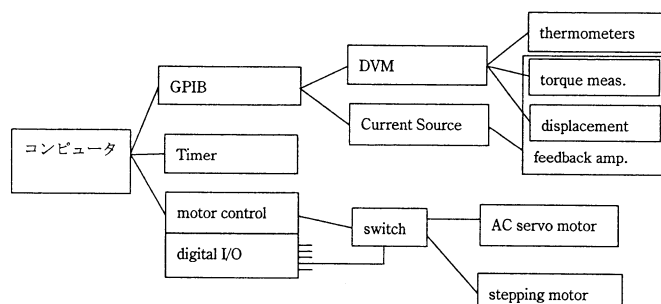 thermometers
DVM
torque meas.
GPIB
displacement
Current Source
コンピュータ
Timer
feedback amp.
motor control
switch
AC servo motor
digital I/O
stepping motor